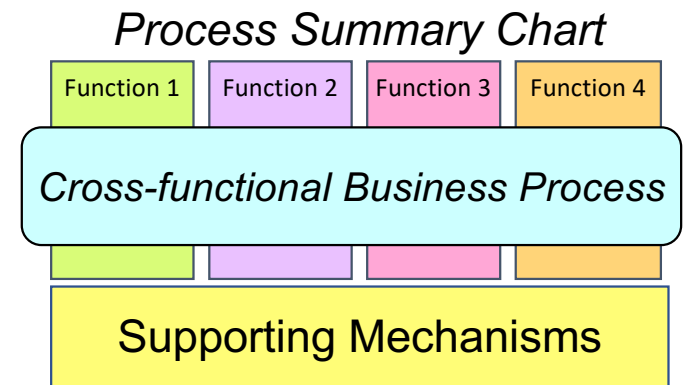 Process Summary Chart
Function 1
Function 2
Function 3
Function 4
Cross-functional Business Process
Supporting Mechanisms